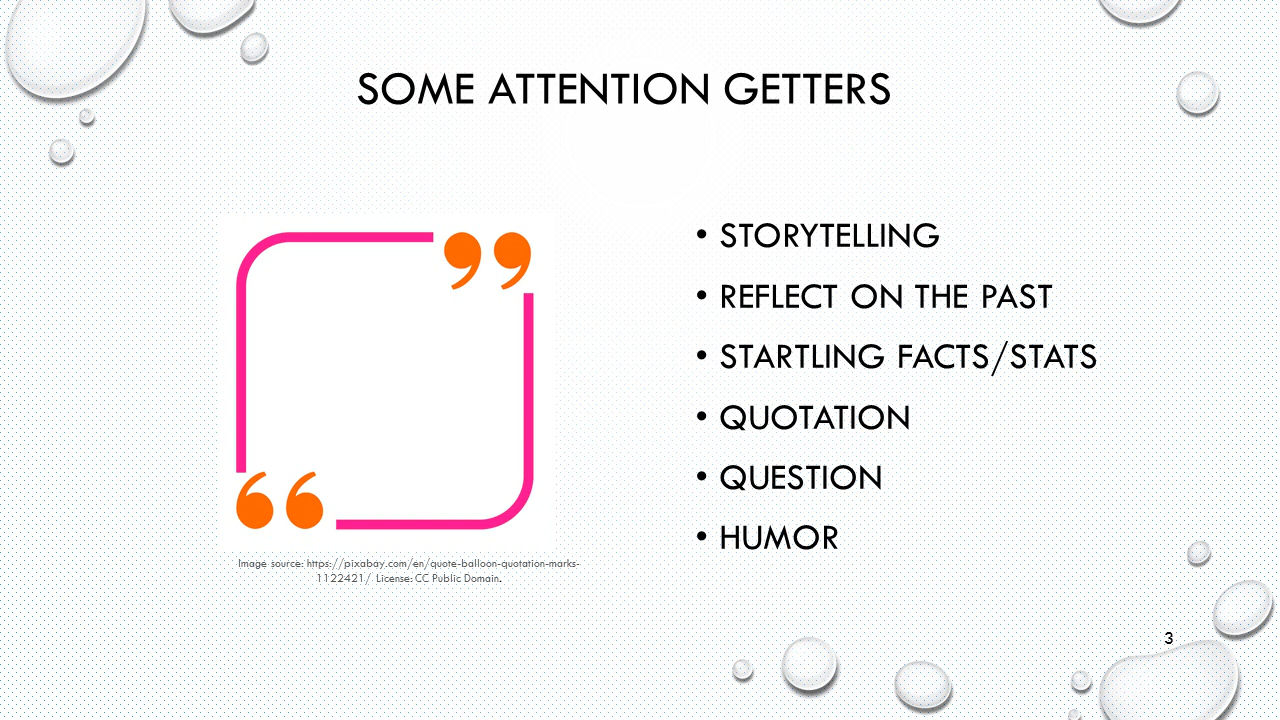 SOME ATTENTION GETTERS
• STORYTELLING
• REFLECT ON THE PAST
• STARTLING FACTS/STATS
• QUOTATION
• QUESTION
• HUMOR
Image source: https://pixabay.com/en/quote-balloon-quotation-marks-
1122421/ License: CC Public Domain.
3